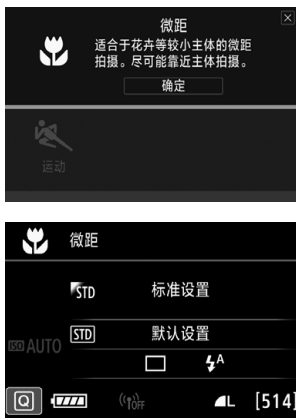 微距
适合于花卉等较小主体的微距
拍摄。尽可能靠近主体拍摄。
确定
运动
微距
STD 标准设置
STD 默认设置
ISO AUTO
A
Q OFF L [514]